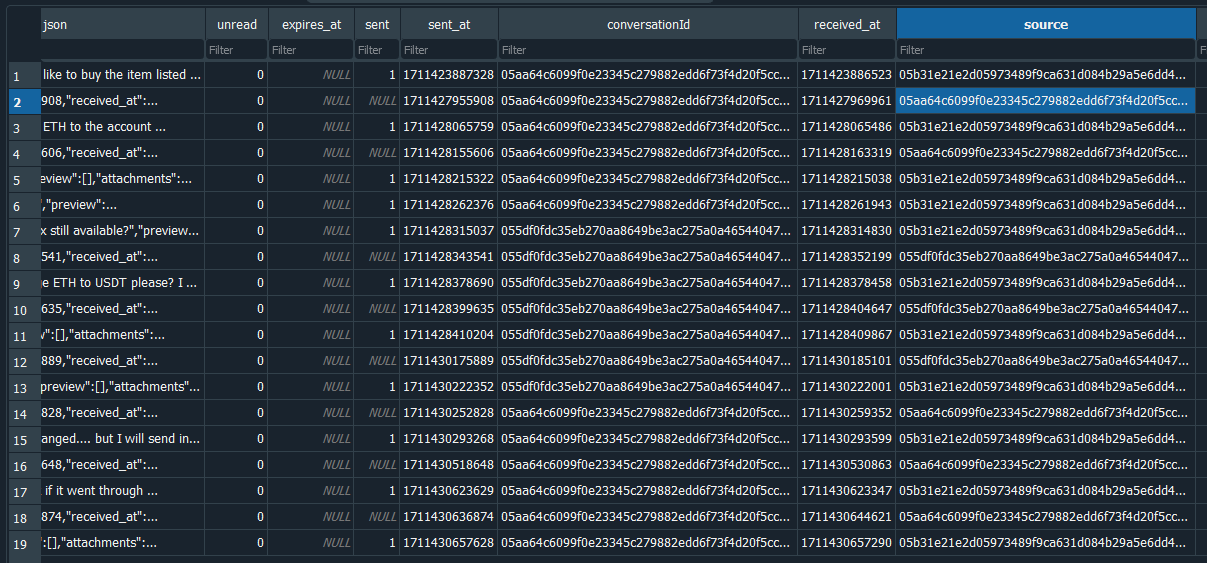 json unread expires_at sent sent_at conversationId received_at source
Filter Filter Filter Filter Filter Filter Filter
1 like to buy the item listed ... 0 NULL 1 1711423887328 05aa64c6099f0e23345c279882edd6f73f4d20f5cc... 1711423886523 05b31e21e2d05973489f9ca631d084b29a5e6dd4...
2 908,"received_at":... 0 NULL NULL 1711427955908 05aa64c6099f0e23345c279882edd6f73f4d20f5cc... 1711427969961 05aa64c6099f0e23345c279882edd6f73f4d20f5cc...
3 ETH to the account ... 0 NULL 1 1711428065759 05aa64c6099f0e23345c279882edd6f73f4d20f5cc... 1711428065486 05b31e21e2d05973489f9ca631d084b29a5e6dd4...
4 606,"received_at":... 0 NULL NULL 1711428155606 05aa64c6099f0e23345c279882edd6f73f4d20f5cc... 1711428163319 05aa64c6099f0e23345c279882edd6f73f4d20f5cc...
5 eview":[],"attachments":... 0 NULL 1 1711428215322 05aa64c6099f0e23345c279882edd6f73f4d20f5cc... 1711428215038 05b31e21e2d05973489f9ca631d084b29a5e6dd4...
6 ,"preview":... 0 NULL 1 1711428262376 05aa64c6099f0e23345c279882edd6f73f4d20f5cc... 1711428261943 05b31e21e2d05973489f9ca631d084b29a5e6dd4...
7 x still available?","preview... 0 NULL 1 1711428315037 055df0fdc35eb270aa8649be3ac275a0a46544047... 1711428314830 05b31e21e2d05973489f9ca631d084b29a5e6dd4...
8 541,"received_at":... 0 NULL NULL 1711428343541 055df0fdc35eb270aa8649be3ac275a0a46544047... 1711428352199 055df0fdc35eb270aa8649be3ac275a0a46544047...
9 e ETH to USDT please? I ... 0 NULL 1 1711428378690 055df0fdc35eb270aa8649be3ac275a0a46544047... 1711428378458 05b31e21e2d05973489f9ca631d084b29a5e6dd4...
10 635,"received_at":... 0 NULL NULL 1711428399635 055df0fdc35eb270aa8649be3ac275a0a46544047... 1711428404647 055df0fdc35eb270aa8649be3ac275a0a46544047...
11 w":[],"attachments":... 0 NULL 1 1711428410204 055df0fdc35eb270aa8649be3ac275a0a46544047... 1711428409867 05b31e21e2d05973489f9ca631d084b29a5e6dd4...
12 889,"received_at":... 0 NULL NULL 1711430175889 055df0fdc35eb270aa8649be3ac275a0a46544047... 1711430185101 055df0fdc35eb270aa8649be3ac275a0a46544047...
13 preview":[],"attachments"... 0 NULL 1 1711430222352 055df0fdc35eb270aa8649be3ac275a0a46544047... 1711430222001 05b31e21e2d05973489f9ca631d084b29a5e6dd4...
14 828,"received_at":... 0 NULL NULL 1711430252828 05aa64c6099f0e23345c279882edd6f73f4d20f5cc... 1711430259352 05aa64c6099f0e23345c279882edd6f73f4d20f5cc...
15 anged.... but I will send in... 0 NULL 1 1711430293268 05aa64c6099f0e23345c279882edd6f73f4d20f5cc... 1711430293599 05b31e21e2d05973489f9ca631d084b29a5e6dd4...
16 648,"received_at":... 0 NULL NULL 1711430518648 05aa64c6099f0e23345c279882edd6f73f4d20f5cc... 1711430530863 05aa64c6099f0e23345c279882edd6f73f4d20f5cc...
17 if it went through ... 0 NULL 1 1711430623629 05aa64c6099f0e23345c279882edd6f73f4d20f5cc... 1711430623347 05b31e21e2d05973489f9ca631d084b29a5e6dd4...
18 874,"received_at":... 0 NULL NULL 1711430636874 05aa64c6099f0e23345c279882edd6f73f4d20f5cc... 1711430644621 05aa64c6099f0e23345c279882edd6f73f4d20f5cc...
19 :[],"attachments":... 0 NULL 1 1711430657628 05aa64c6099f0e23345c279882edd6f73f4d20f5cc... 1711430657290 05b31e21e2d05973489f9ca631d084b29a5e6dd4...